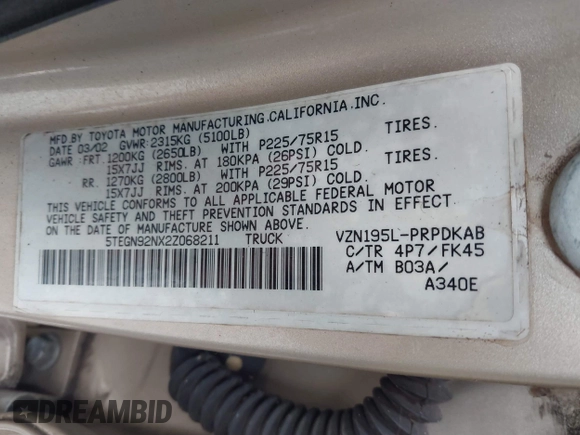 MFD BY TOYOTA MOTOR MANUFACTURING.CALIFORNIA.INC.
DATE 03/02 GVWR:2315KG (5100LB)
GAWR:FRT.1200KG (2650LB) WITH P225/75R15 TIRES.
15X7JJ RIMS. AT 180KPA (26PSI) COLD.
RR. 1270KG (2800LB) WITH P225/75R15 TIRES.
15X7JJ RIMS. AT 200KPA (29PSI) COLD.
THIS VEHICLE CONFORMS TO ALL APPLICABLE FEDERAL MOTOR
VEHICLE SAFETY AND THEFT PREVENTION STANDARDS IN EFFECT
ON THE DATE OF MANUFACTURE SHOWN ABOVE.
5TEGN92NX2Z068211 TRUCK VZN195L-PRPDKAB
C/TR 4P7/FK45
A/TM B03A/
A340E
DREAMBID